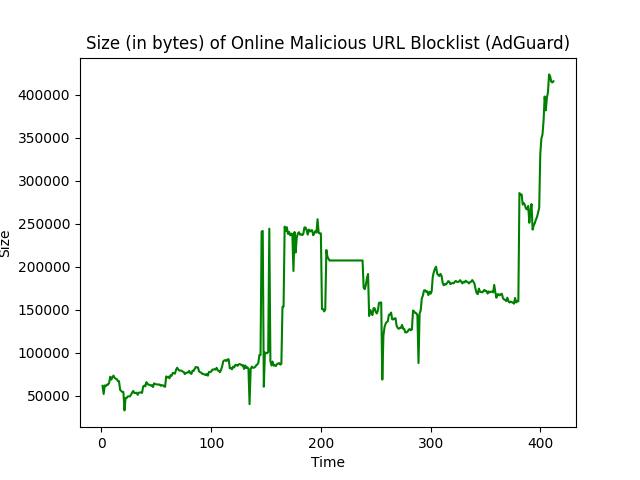 Size (in bytes) of Online Malicious URL Blocklist (AdGuard)
400000
350000
300000
250000
200000
150000
100000
50000
Size
0 100 200 300 400
Time